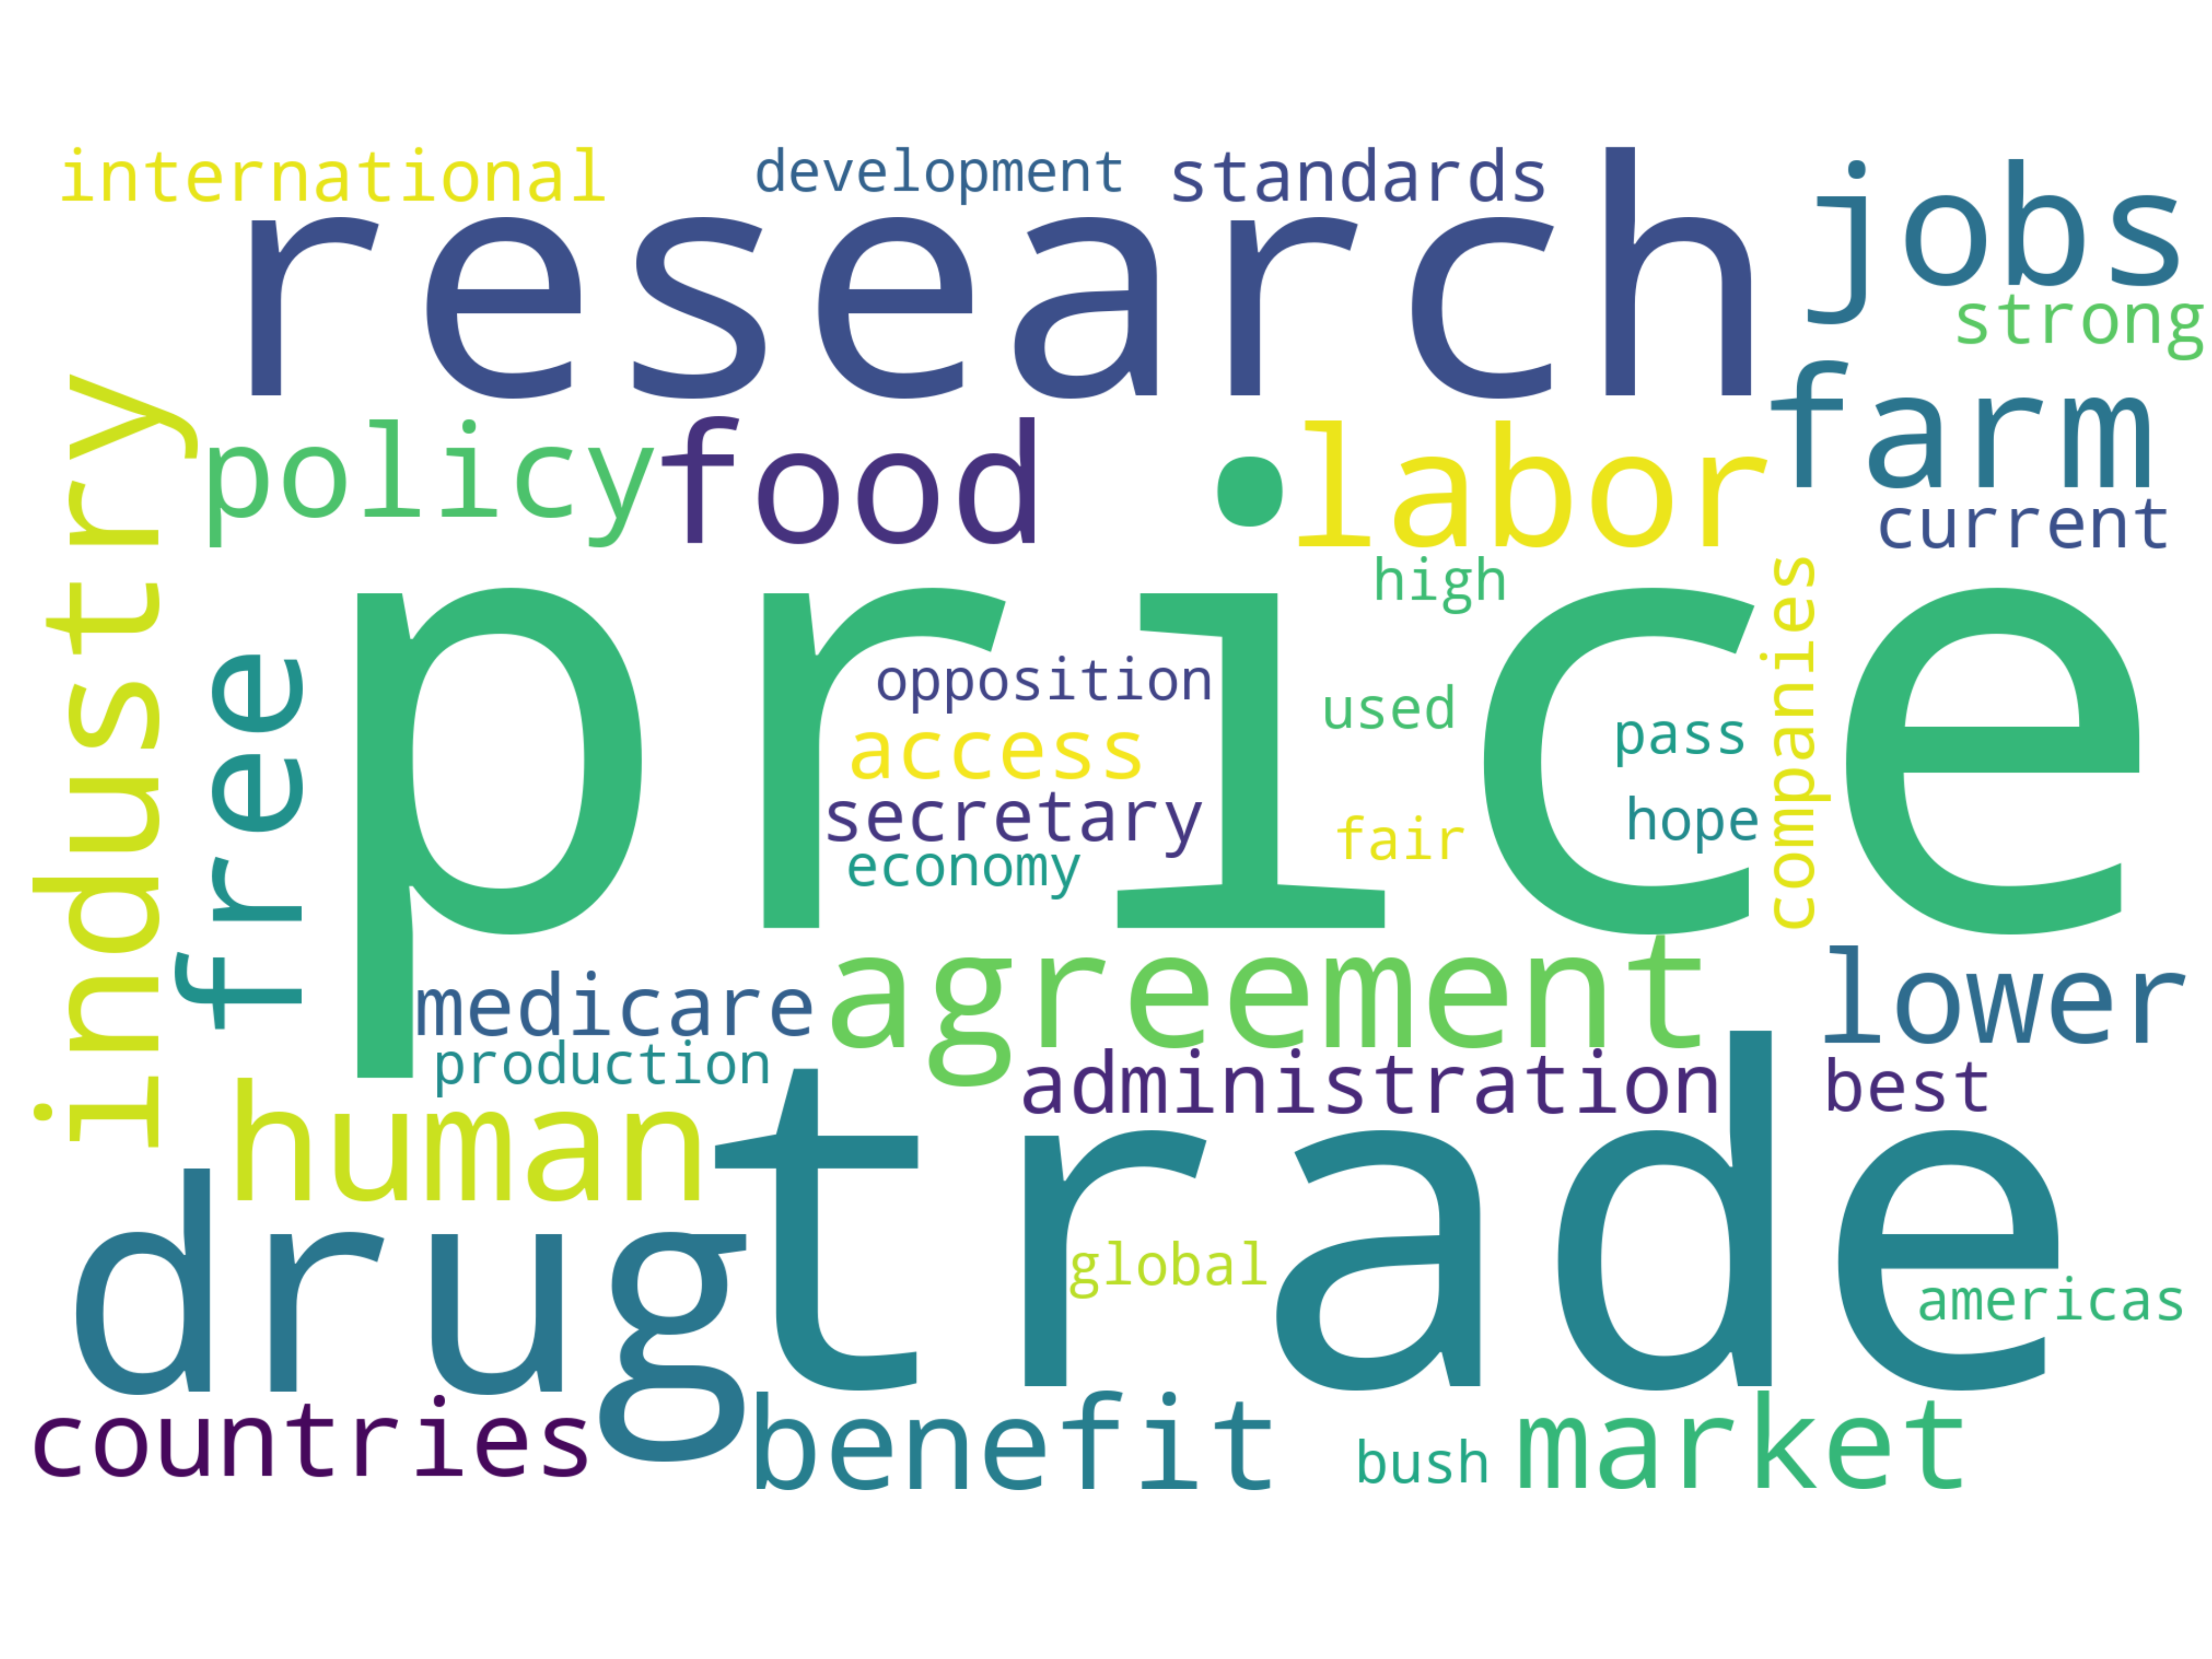 international
development
standards
jobs
research
strong
industry
policy
food
labor
farm
current
high
price
free
opposition
used
pass
companies
access
secretary
fair
hope
economy
medicare
agreement
lower
production
administration
best
human
trade
drug
global
americas
countries
benefit
bush
market